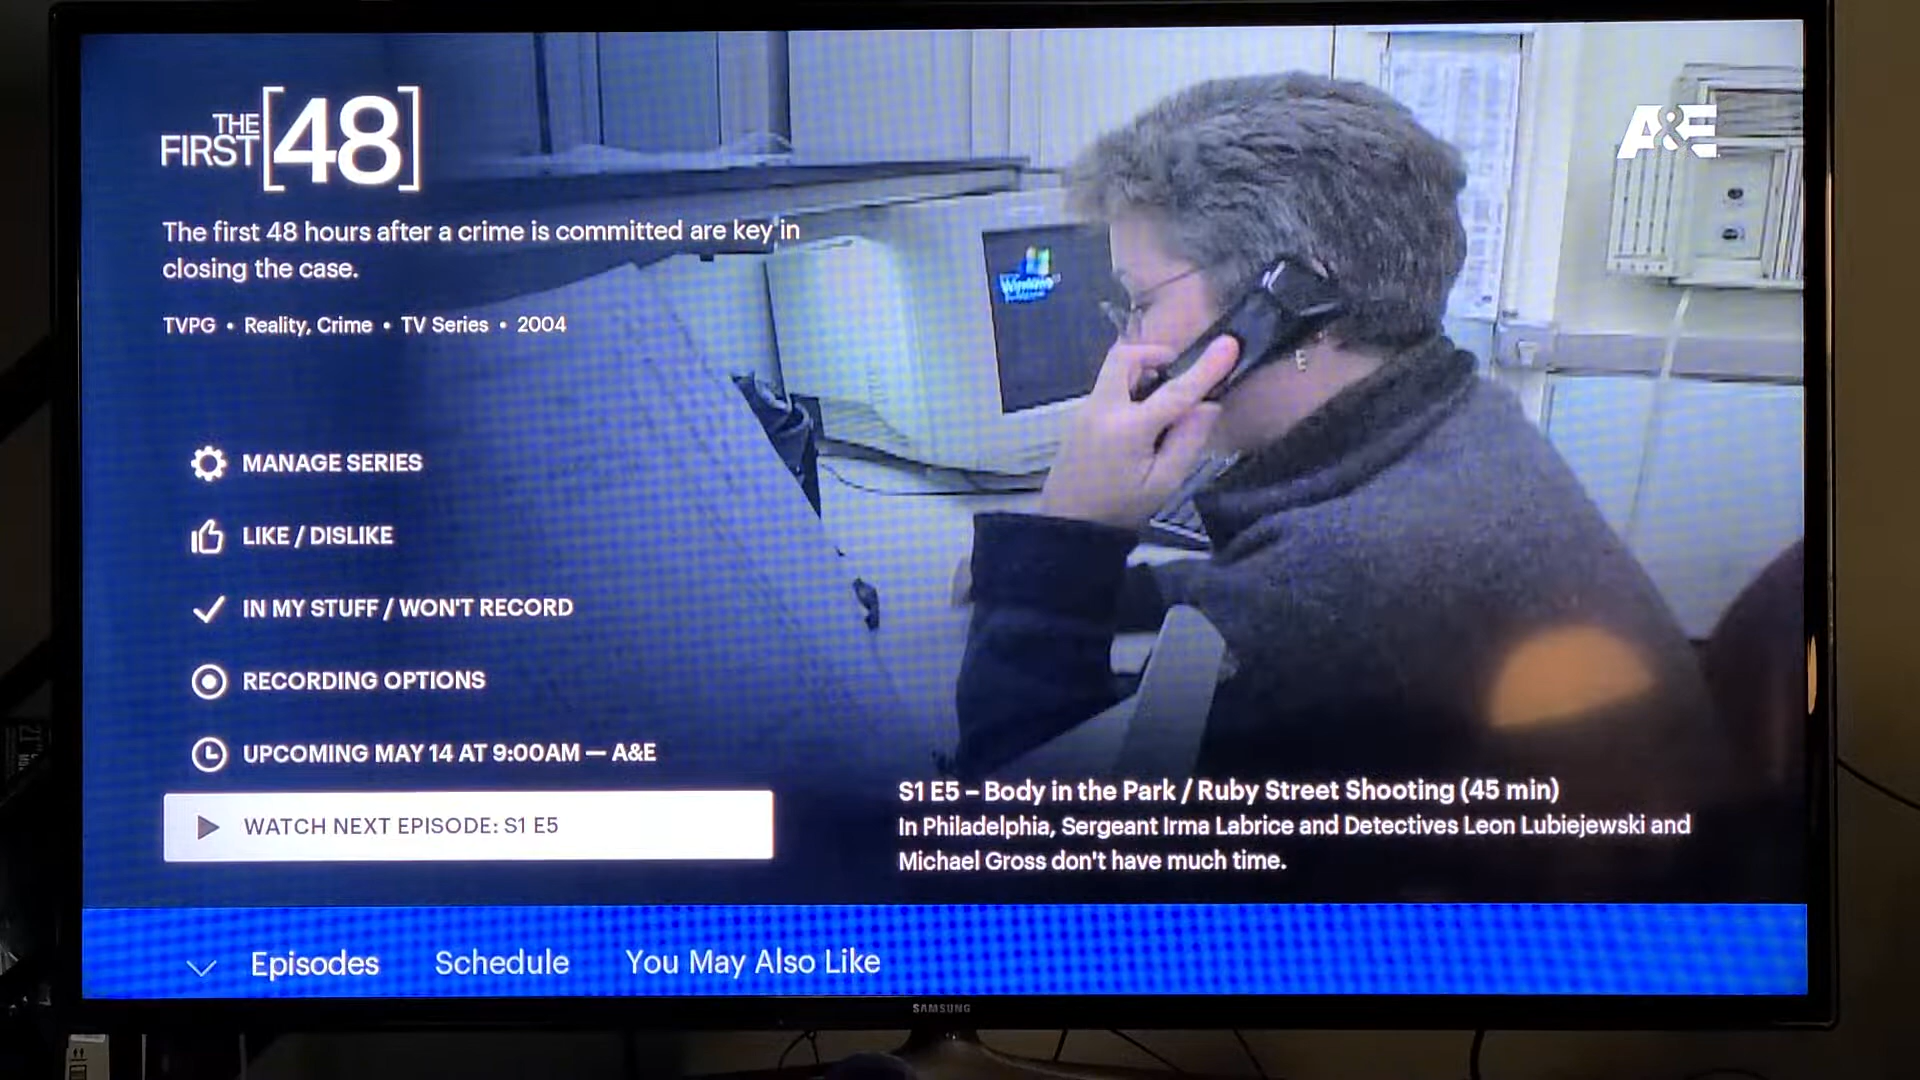 THE
FIRST [48]
A&E
The first 48 hours after a crime is committed are key in
closing the case.
TVPG • Reality, Crime • TV Series • 2004
Windows
MANAGE SERIES
LIKE / DISLIKE
IN MY STUFF / WON'T RECORD
RECORDING OPTIONS
UPCOMING MAY 14 AT 9:00AM — A&E
WATCH NEXT EPISODE: S1 E5
S1 E5 – Body in the Park / Ruby Street Shooting (45 min)
In Philadelphia, Sergeant Irma Labrice and Detectives Leon Lubiejewski and
Michael Gross don't have much time.
Episodes Schedule You May Also Like
SAMSUNG